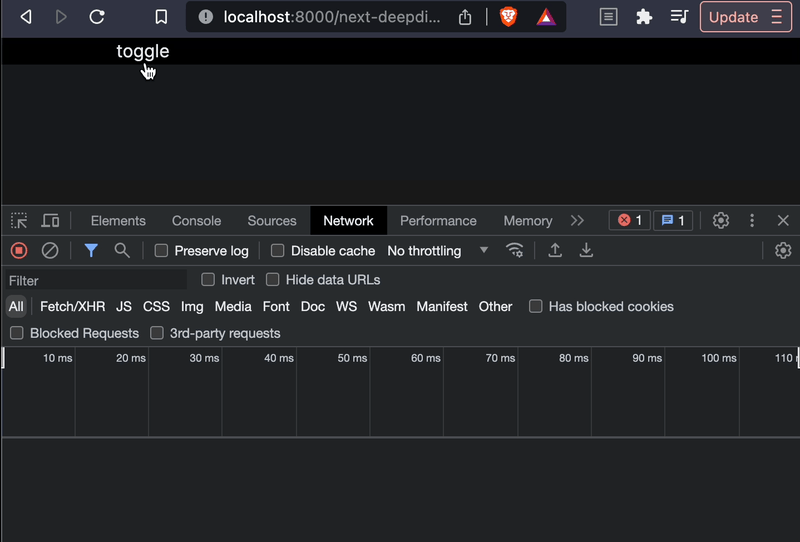 localhost:8000/next-deepdi... Update
toggle
Elements Console Sources Network Performance Memory 1 1
Preserve log Disable cache No throttling
Filter Invert Hide data URLs
All Fetch/XHR JS CSS Img Media Font Doc WS Wasm Manifest Other Has blocked cookies
Blocked Requests 3rd-party requests
10 ms 20 ms 30 ms 40 ms 50 ms 60 ms 70 ms 80 ms 90 ms 100 ms 110